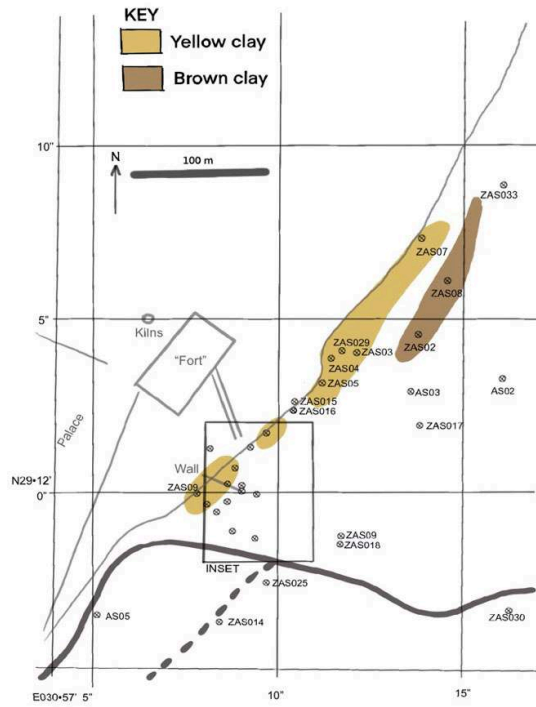 KEY
Yellow clay
Brown clay
10"
N
100 m
ZAS033
ZAS07
ZAS08
5"
Kilns
"Fort"
ZAS029
ZAS03
ZAS02
ZAS04
ZAS05
AS03
AS02
ZAS015
ZAS016
ZAS017
Palace
Wall
N29•12'
0"
ZAS09
ZAS09
ZAS018
INSET
ZAS025
AS05
ZAS014
ZAS030
E030•57' 5"
10"
15"